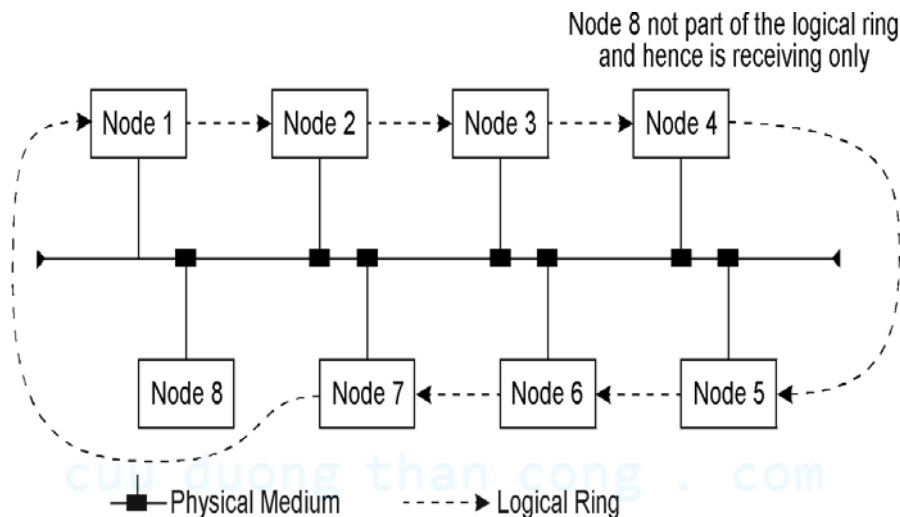 Node 8 not part of the logical ring
and hence is receiving only
Node 1
Node 2
Node 3
Node 4
Node 8
Node 7
Node 6
Node 5
cuu duong than cong . com
Physical Medium
Logical Ring